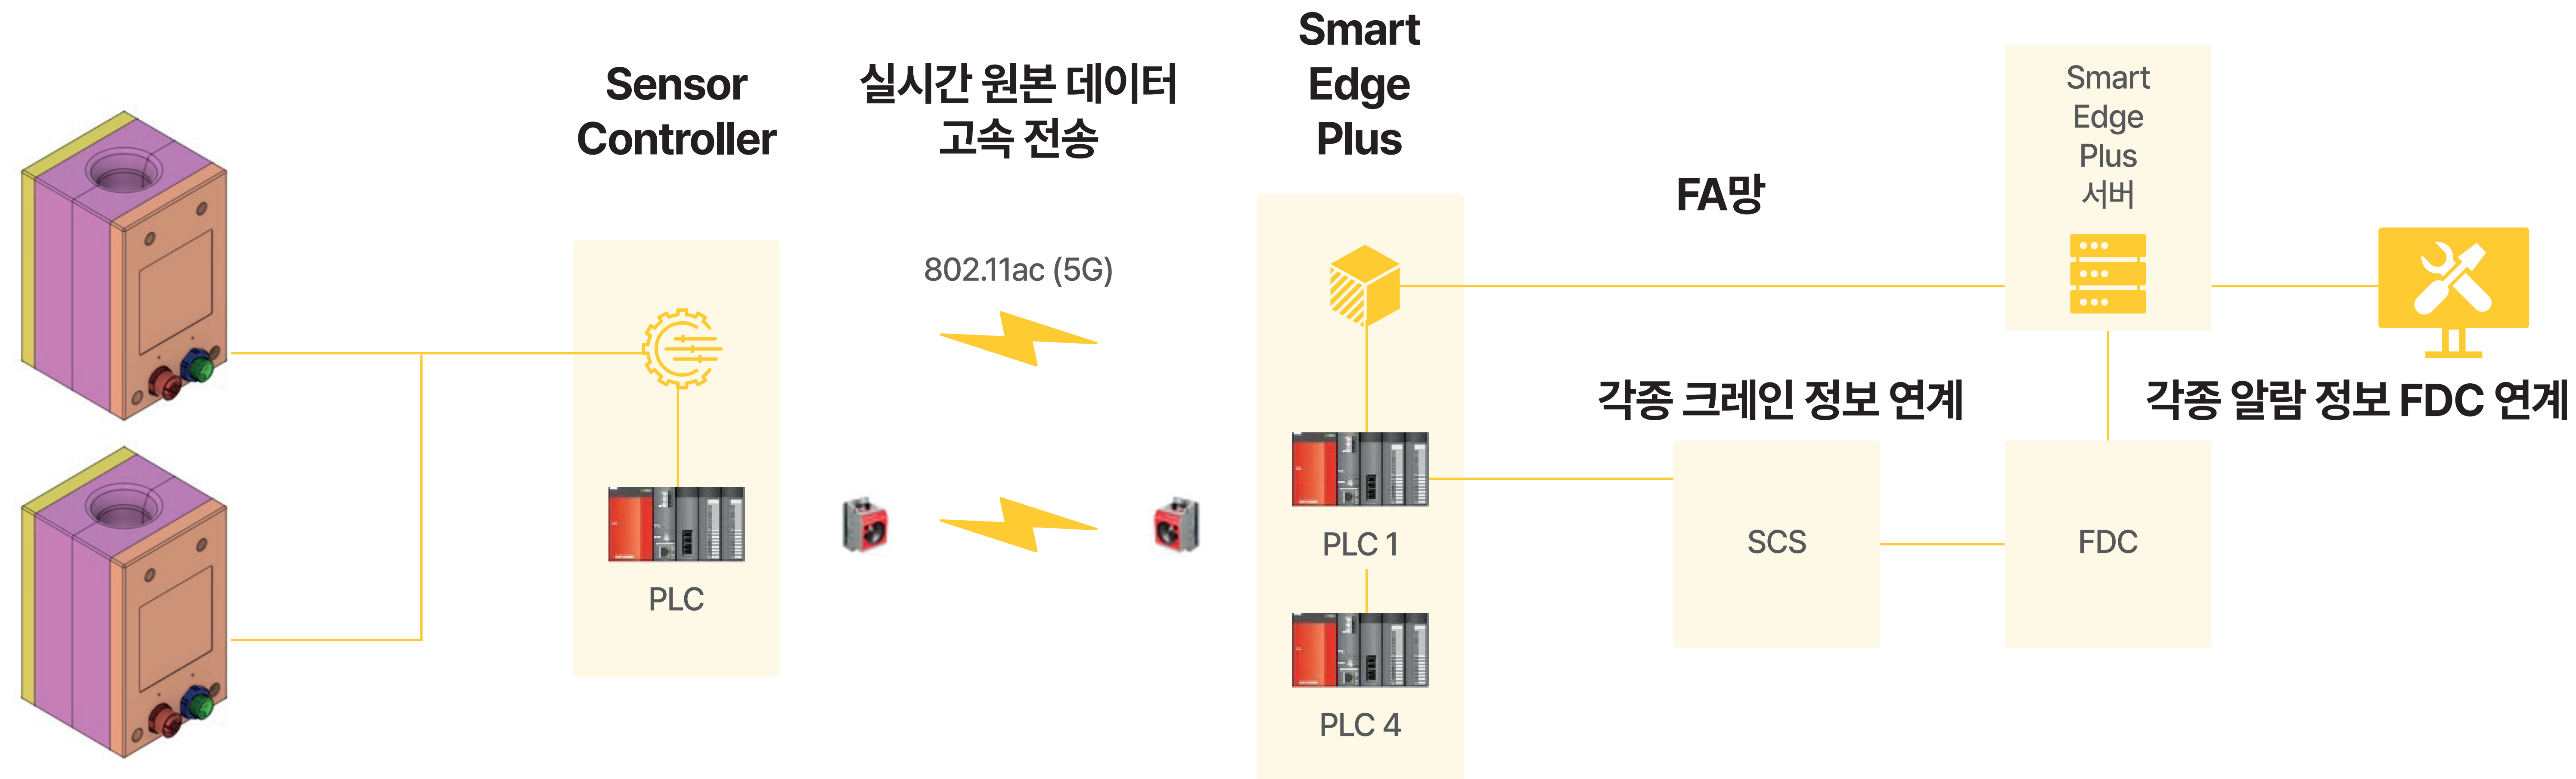 Sensor
Controller
실시간 원본 데이터
고속 전송
Smart
Edge
Plus
FA망
Smart
Edge
Plus
서버
802.11ac (5G)
각종 크레인 정보 연계
각종 알람 정보 FDC 연계
PLC
PLC 1
SCS
FDC
PLC 4